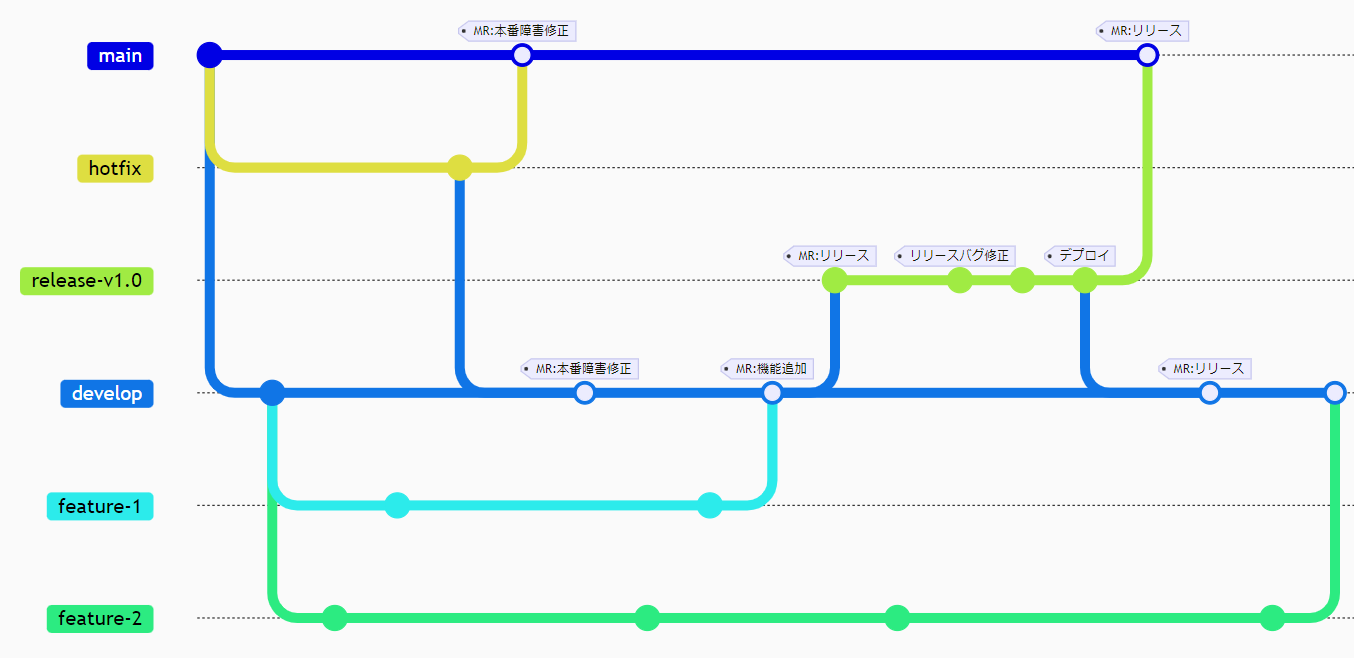 MR:本番障害修正
MR:リリース
main
hotfix
MR:リリース
リリースバグ修正
デプロイ
release-v1.0
MR:本番障害修正
MR:機能追加
MR:リリース
develop
feature-1
feature-2